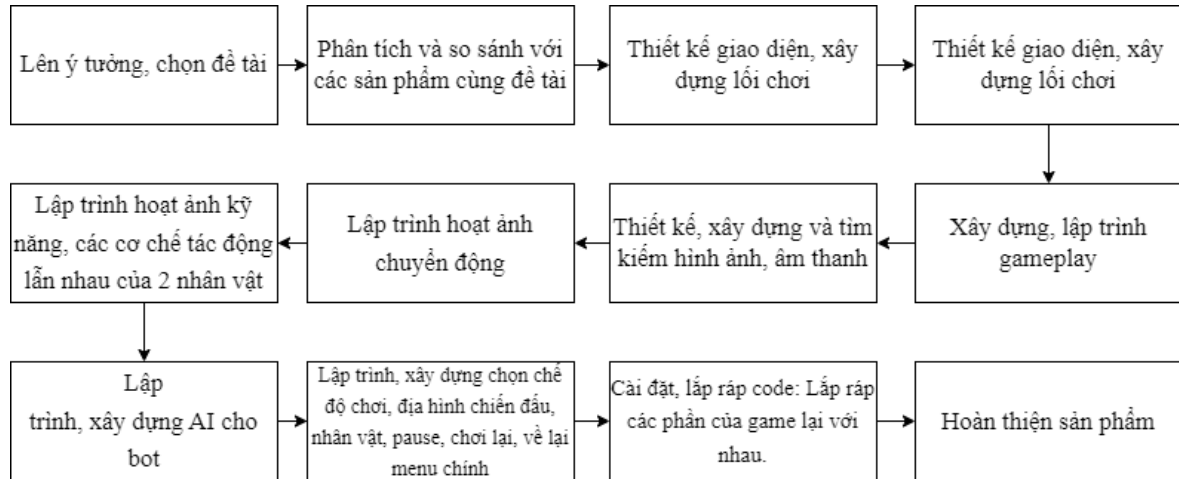 Lên ý tưởng, chọn đề tài
Phân tích và so sánh với
các sản phẩm cùng đề tài
Thiết kế giao diện, xây
dựng lối chơi
Thiết kế giao diện, xây
dựng lối chơi
Xây dựng, lập trình
gameplay
Thiết kế, xây dựng và tìm
kiếm hình ảnh, âm thanh
Lập trình hoạt ảnh
chuyển động
Lập trình hoạt ảnh kỹ
năng, các cơ chế tác động
lẫn nhau của 2 nhân vật
Lập
trình, xây dựng AI cho
bot
Lập trình, xây dựng chọn chế
độ chơi, địa hình chiến đấu,
nhân vật, pause, chơi lại, về lại
menu chính
Cài đặt, lắp ráp code: Lắp ráp
các phần của game lại với
nhau.
Hoàn thiện sản phẩm